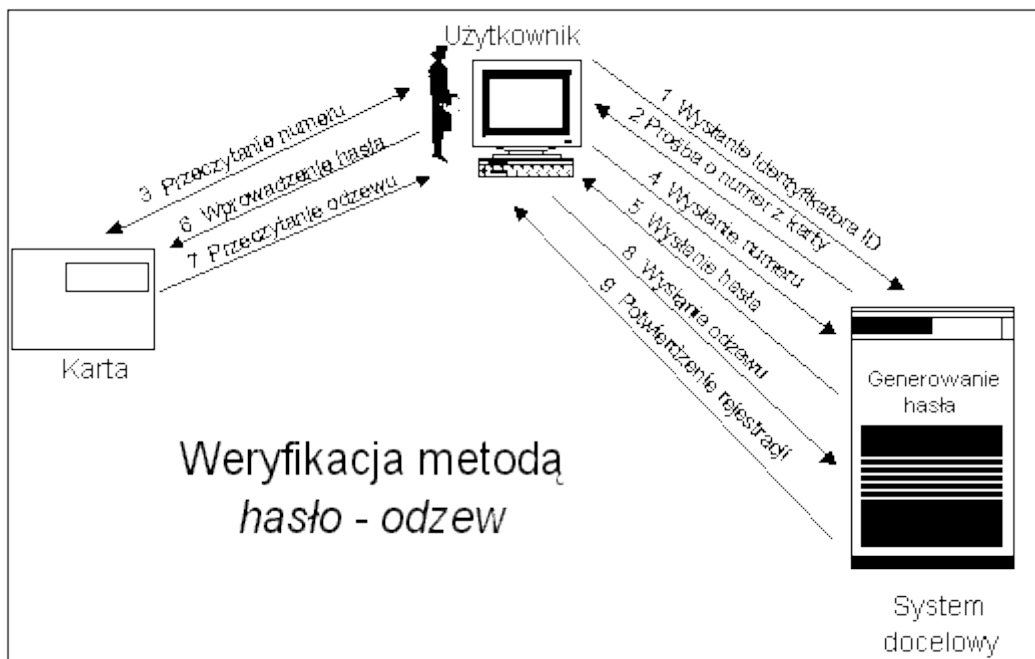 Użytkownik
1 Wysłanie Identyfikatora ID
2 Prośba o numer z karty
3 Przeczytanie numeru
4 Wysłanie numeru
5 Wysłanie hasła
6 Wprowadzenie hasła
7 Przeczytanie odzewu
8 Wysłanie odzewu
9 Potwierdzenie rejestracji
Karta
Generowanie
hasła
Weryfikacja metodą
hasło - odzew
System
docelowy